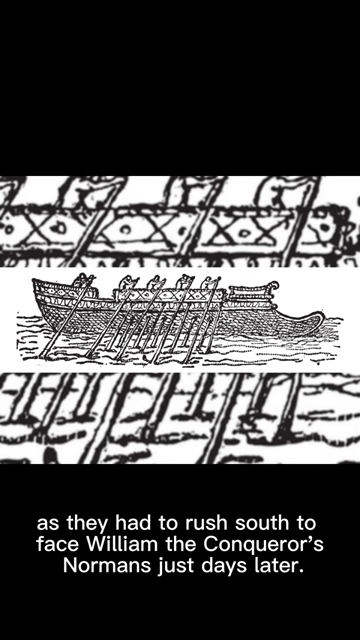 as they had to rush south to
face William the Conqueror's
Normans just days later.